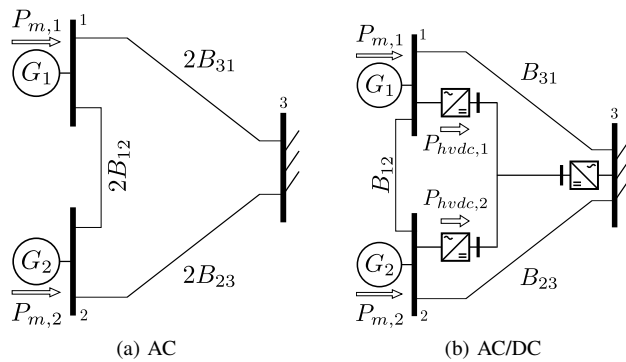 P_{m,1}
1
G_1
2B_{31}
2B_{12}
3
G_2
2B_{23}
P_{m,2}
2
(a) AC
P_{m,1}
1
G_1
B_{31}
P_{hvdc,1}
3
B_{12}
P_{hvdc,2}
G_2
B_{23}
P_{m,2}
2
(b) AC/DC